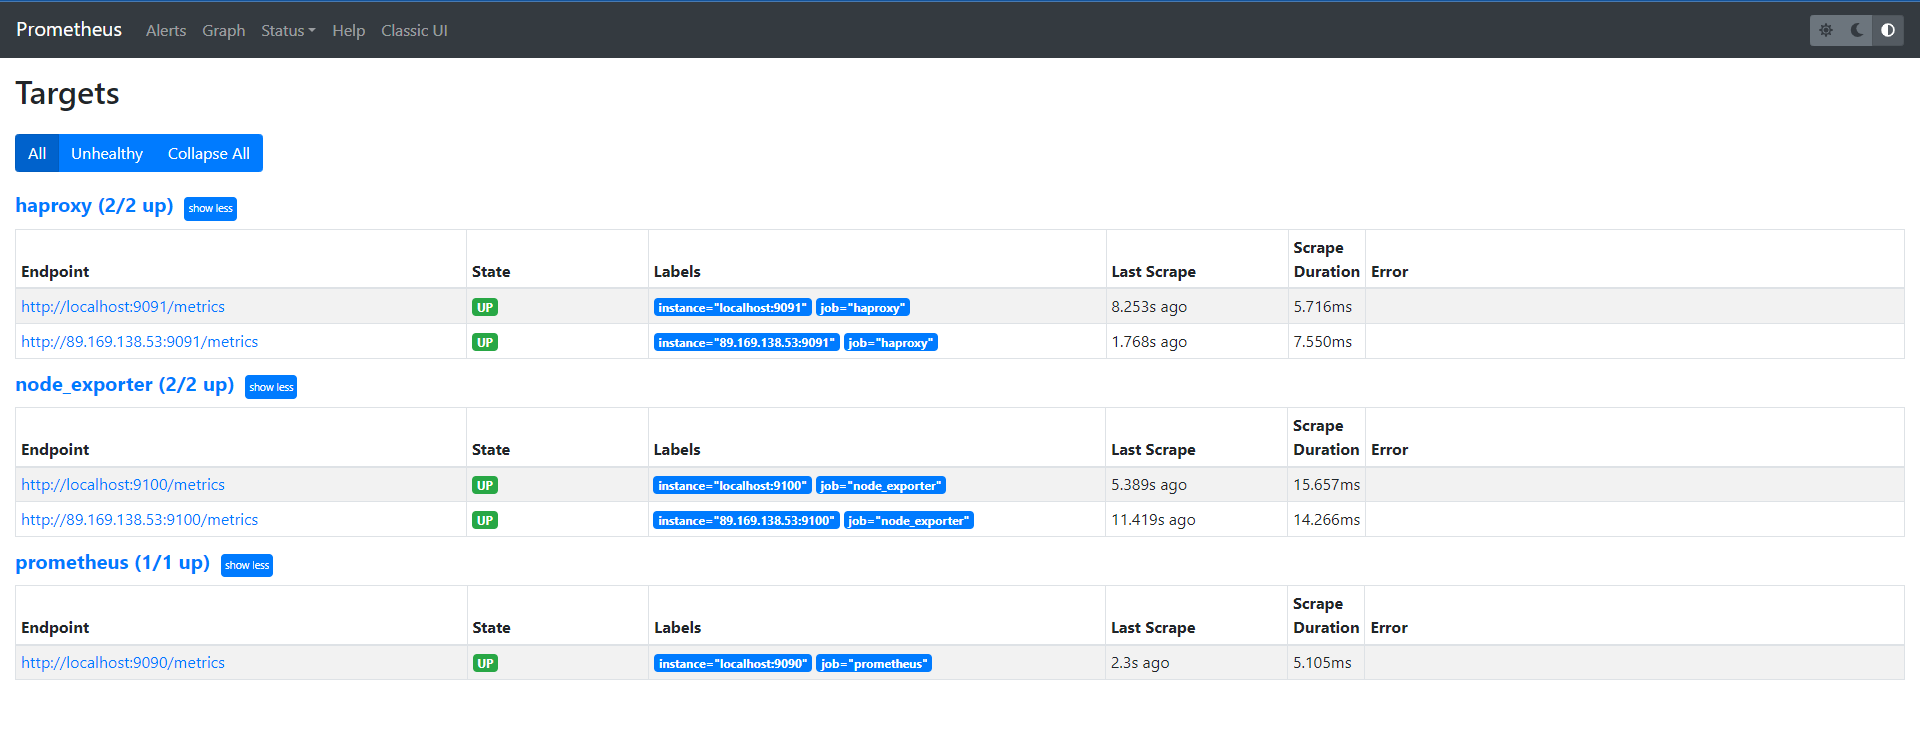 Prometheus Alerts Graph Status Help Classic UI
Targets
All Unhealthy Collapse All
haproxy (2/2 up) show less
Endpoint State Labels Last Scrape Scrape Duration Error
http://localhost:9091/metrics UP instance="localhost:9091" job="haproxy" 8.253s ago 5.716ms
http://89.169.138.53:9091/metrics UP instance="89.169.138.53:9091" job="haproxy" 1.768s ago 7.550ms
node_exporter (2/2 up) show less
Endpoint State Labels Last Scrape Scrape Duration Error
http://localhost:9100/metrics UP instance="localhost:9100" job="node_exporter" 5.389s ago 15.657ms
http://89.169.138.53:9100/metrics UP instance="89.169.138.53:9100" job="node_exporter" 11.419s ago 14.266ms
prometheus (1/1 up) show less
Endpoint State Labels Last Scrape Scrape Duration Error
http://localhost:9090/metrics UP instance="localhost:9090" job="prometheus" 2.3s ago 5.105ms